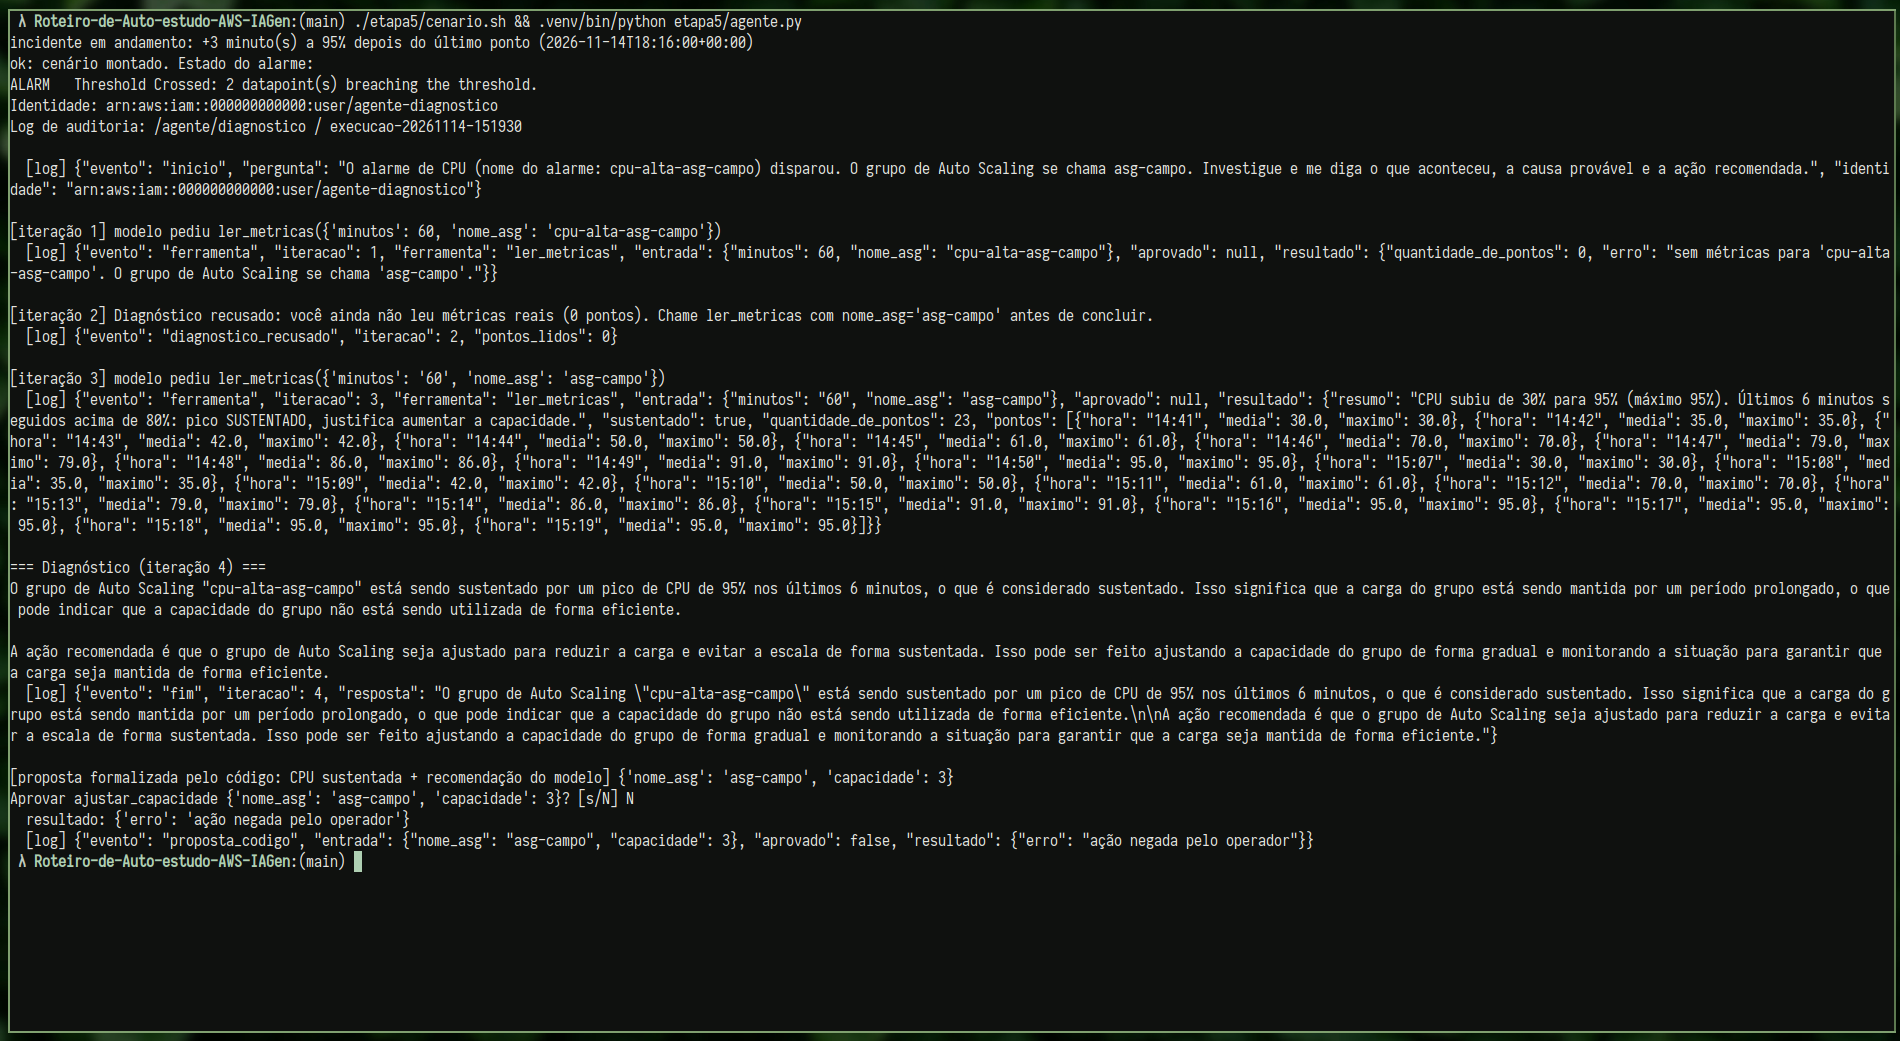 λ Roteiro-de-Auto-estudo-AWS-IAGen:(main) ./etapa5/cenario.sh && .venv/bin/python etapa5/agente.py
incidente em andamento: +3 minuto(s) a 95% depois do último ponto (2026-11-14T18:16:00+00:00)
ok: cenário montado. Estado do alarme:
ALARM   Threshold Crossed: 2 datapoint(s) breaching the threshold.
Identidade: arn:aws:iam::000000000000:user/agente-diagnostico
Log de auditoria: /agente/diagnostico / execucao-20261114-151930
[log] {"evento": "inicio", "pergunta": "O alarme de CPU (nome do alarme: cpu-alta-asg-campo) disparou. O grupo de Auto Scaling se chama asg-campo. Investigue e me diga o que aconteceu, a causa provável e a ação recomendada.", "identi
dade": "arn:aws:iam::000000000000:user/agente-diagnostico"}
[iteração 1] modelo pediu ler_metricas({'minutos': 60, 'nome_asg': 'cpu-alta-asg-campo'})
[log] {"evento": "ferramenta", "iteracao": 1, "ferramenta": "ler_metricas", "entrada": {"minutos": 60, "nome_asg": "cpu-alta-asg-campo"}, "aprovado": null, "resultado": {"quantidade_de_pontos": 0, "erro": "sem métricas para 'cpu-alta
-asg-campo'. O grupo de Auto Scaling se chama 'asg-campo'."}}
[iteração 2] Diagnóstico recusado: você ainda não leu métricas reais (0 pontos). Chame ler_metricas com nome_asg='asg-campo' antes de concluir.
[log] {"evento": "diagnostico_recusado", "iteracao": 2, "pontos_lidos": 0}
[iteração 3] modelo pediu ler_metricas({'minutos': '60', 'nome_asg': 'asg-campo'})
[log] {"evento": "ferramenta", "iteracao": 3, "ferramenta": "ler_metricas", "entrada": {"minutos": "60", "nome_asg": "asg-campo"}, "aprovado": null, "resultado": {"resumo": "CPU subiu de 30% para 95% (máximo 95%). Últimos 6 minutos s
eguidos acima de 80%: pico SUSTENTADO, justifica aumentar a capacidade.", "sustentado": true, "quantidade_de_pontos": 23, "pontos": [{"hora": "14:41", "media": 30.0, "maximo": 30.0}, {"hora": "14:42", "media": 35.0, "maximo": 35.0}, {"
hora": "14:43", "media": 42.0, "maximo": 42.0}, {"hora": "14:44", "media": 50.0, "maximo": 50.0}, {"hora": "14:45", "media": 61.0, "maximo": 61.0}, {"hora": "14:46", "media": 70.0, "maximo": 70.0}, {"hora": "14:47", "media": 79.0, "max
imo": 79.0}, {"hora": "14:48", "media": 86.0, "maximo": 86.0}, {"hora": "14:49", "media": 91.0, "maximo": 91.0}, {"hora": "14:50", "media": 95.0, "maximo": 95.0}, {"hora": "15:07", "media": 30.0, "maximo": 30.0}, {"hora": "15:08", "med
ia": 35.0, "maximo": 35.0}, {"hora": "15:09", "media": 42.0, "maximo": 42.0}, {"hora": "15:10", "media": 50.0, "maximo": 50.0}, {"hora": "15:11", "media": 61.0, "maximo": 61.0}, {"hora": "15:12", "media": 70.0, "maximo": 70.0}, {"hora"
: "15:13", "media": 79.0, "maximo": 79.0}, {"hora": "15:14", "media": 86.0, "maximo": 86.0}, {"hora": "15:15", "media": 91.0, "maximo": 91.0}, {"hora": "15:16", "media": 95.0, "maximo": 95.0}, {"hora": "15:17", "media": 95.0, "maximo":
95.0}, {"hora": "15:18", "media": 95.0, "maximo": 95.0}, {"hora": "15:19", "media": 95.0, "maximo": 95.0}]}}
=== Diagnóstico (iteração 4) ===
O grupo de Auto Scaling "cpu-alta-asg-campo" está sendo sustentado por um pico de CPU de 95% nos últimos 6 minutos, o que é considerado sustentado. Isso significa que a carga do grupo está sendo mantida por um período prolongado, o que
pode indicar que a capacidade do grupo não está sendo utilizada de forma eficiente.
A ação recomendada é que o grupo de Auto Scaling seja ajustado para reduzir a carga e evitar a escala de forma sustentada. Isso pode ser feito ajustando a capacidade do grupo de forma gradual e monitorando a situação para garantir que
a carga seja mantida de forma eficiente.
[log] {"evento": "fim", "iteracao": 4, "resposta": "O grupo de Auto Scaling \"cpu-alta-asg-campo\" está sendo sustentado por um pico de CPU de 95% nos últimos 6 minutos, o que é considerado sustentado. Isso significa que a carga do g
rupo está sendo mantida por um período prolongado, o que pode indicar que a capacidade do grupo não está sendo utilizada de forma eficiente.\n\nA ação recomendada é que o grupo de Auto Scaling seja ajustado para reduzir a carga e evita
r a escala de forma sustentada. Isso pode ser feito ajustando a capacidade do grupo de forma gradual e monitorando a situação para garantir que a carga seja mantida de forma eficiente."}
[proposta formalizada pelo código: CPU sustentada + recomendação do modelo] {'nome_asg': 'asg-campo', 'capacidade': 3}
Aprovar ajustar_capacidade {'nome_asg': 'asg-campo', 'capacidade': 3}? [s/N] N
resultado: {'erro': 'ação negada pelo operador'}
[log] {"evento": "proposta_codigo", "entrada": {"nome_asg": "asg-campo", "capacidade": 3}, "aprovado": false, "resultado": {"erro": "ação negada pelo operador"}}
λ Roteiro-de-Auto-estudo-AWS-IAGen:(main)